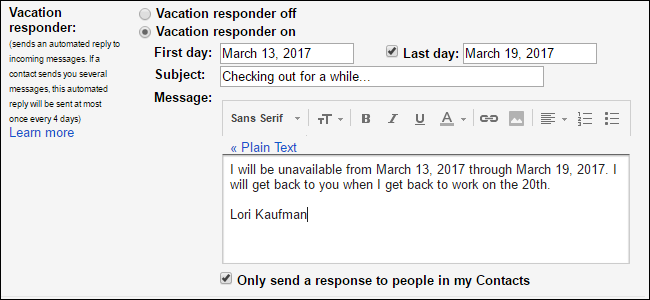 Vacation responder:
(sends an automated reply to incoming messages. If a contact sends you several messages, this automated reply will be sent at most once every 4 days)
Learn more
Vacation responder off
Vacation responder on
First day: March 13, 2017 Last day: March 19, 2017
Subject: Checking out for a while...
Message:
Sans Serif T B I U A
« Plain Text
I will be unavailable from March 13, 2017 through March 19, 2017. I
will get back to you when I get back to work on the 20th.
Lori Kaufman
Only send a response to people in my Contacts